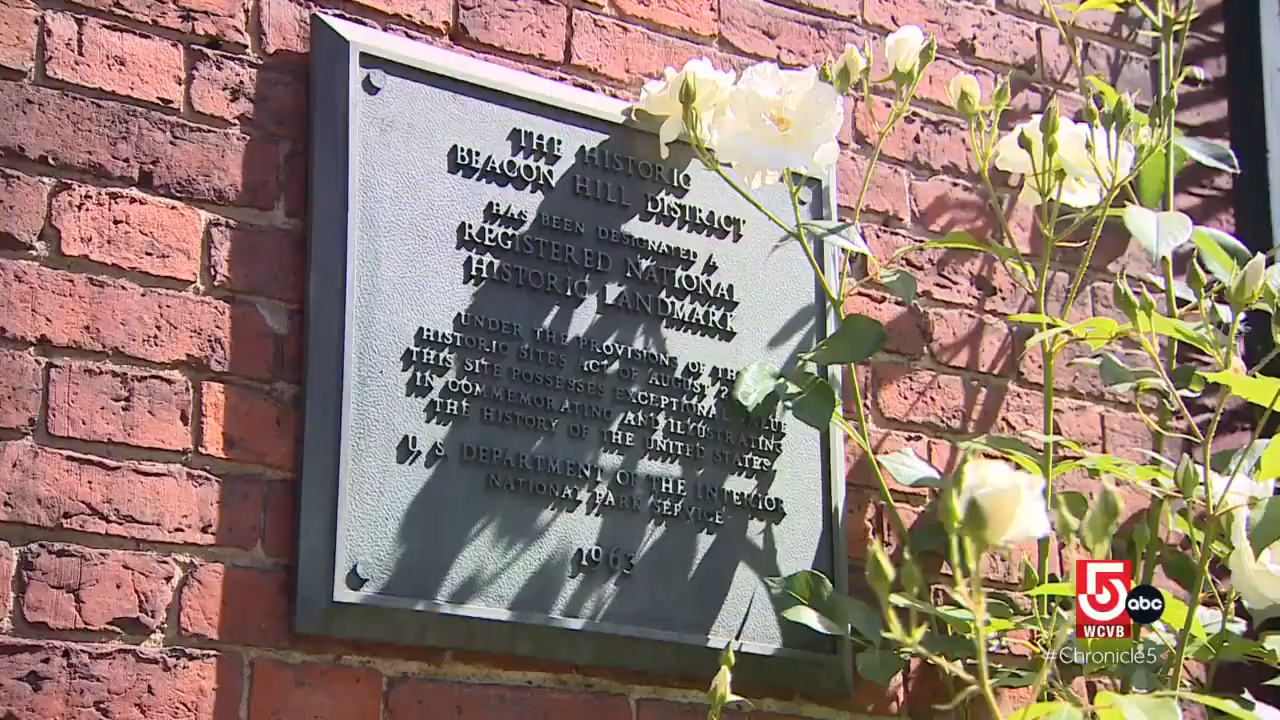 THE HISTORIC
BEACON HILL DISTRICT
HAS BEEN DESIGNATED A
REGISTERED NATIONAL
HISTORIC LANDMARK
UNDER THE PROVISIONS OF THE
HISTORIC SITES ACT OF AUGUST 2
THIS SITE POSSESSES EXCEPTIONAL VALUE
IN COMMEMORATING AND ILLUSTRATING
THE HISTORY OF THE UNITED STATES
U. S. DEPARTMENT OF THE INTERIOR
NATIONAL PARK SERVICE
1963
5 abc
WCVB
#Chronicle5